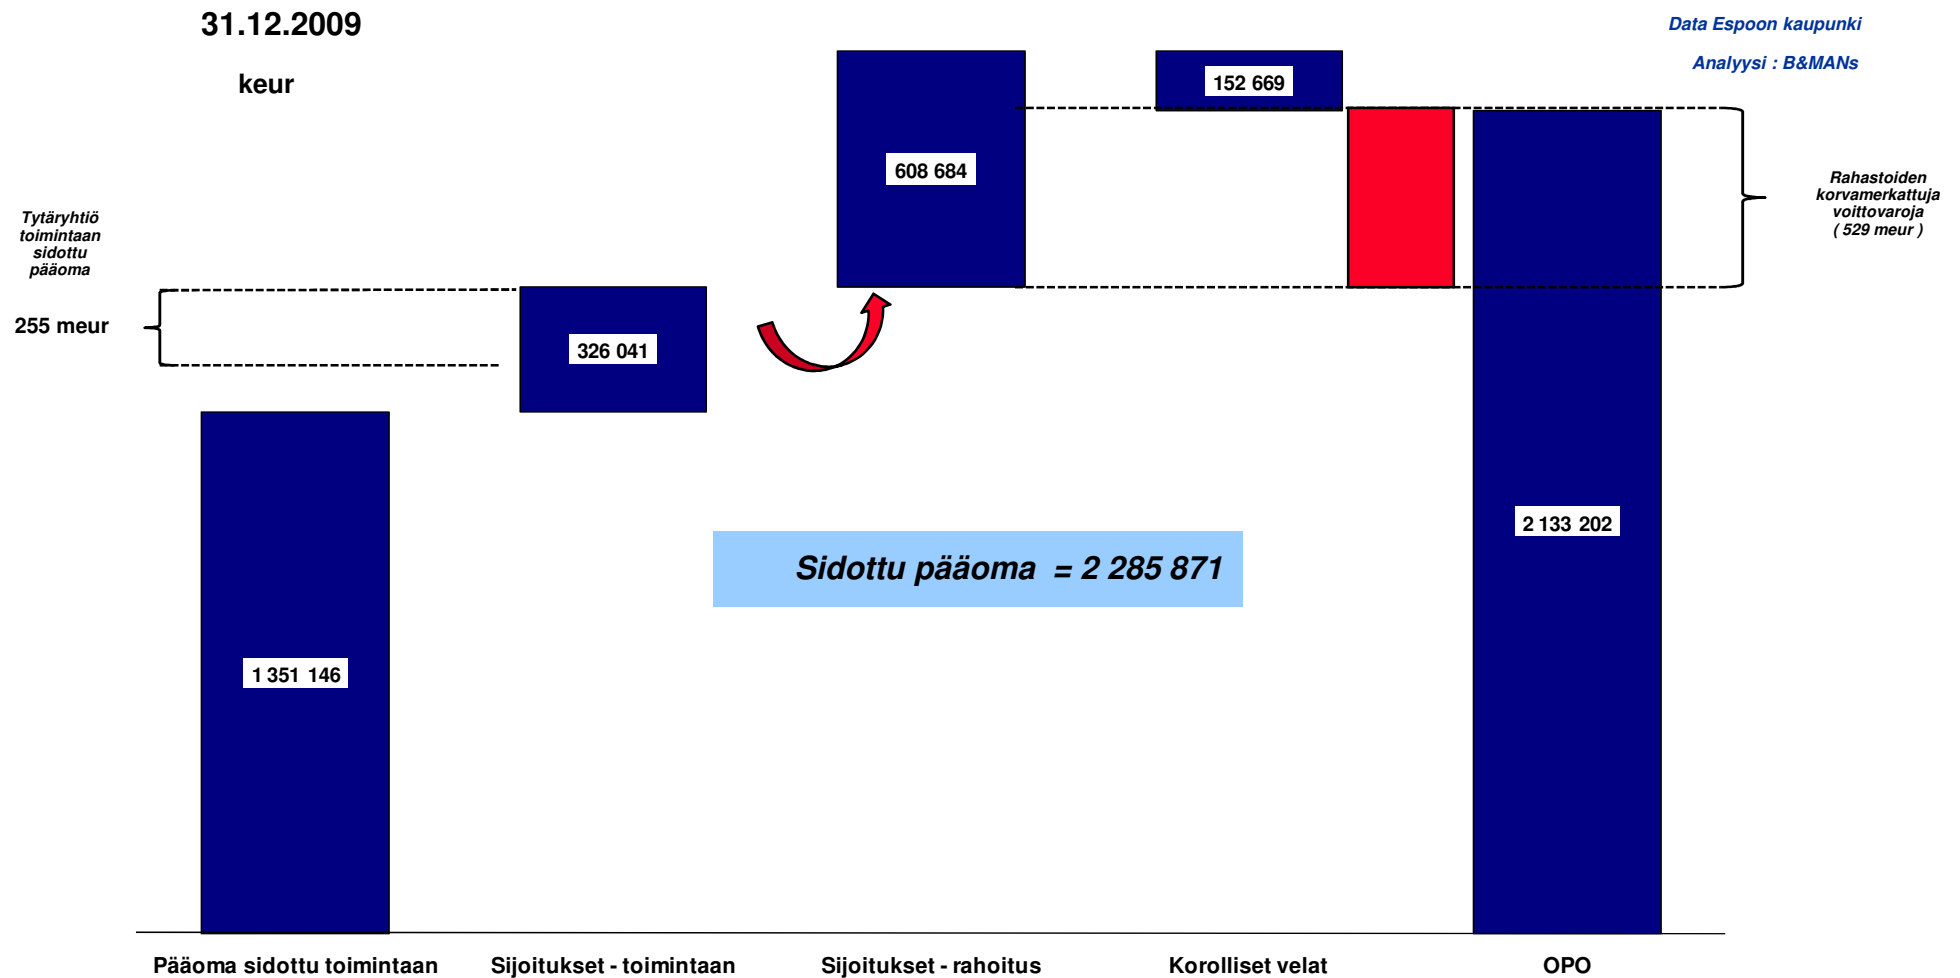 31.12.2009
keur
Data Espoon kaupunki
Analyysi : B&MANs
152 669
608 684
Rahastoiden
korvamerkattuja
voittovaroja
( 529 meur )
Tytäryhtiö
toimintaan
sidottu
pääoma
255 meur
326 041
2 133 202
Sidottu pääoma = 2 285 871
1 351 146
Pääoma sidottu toimintaan
Sijoitukset - toimintaan
Sijoitukset - rahoitus
Korolliset velat
OPO